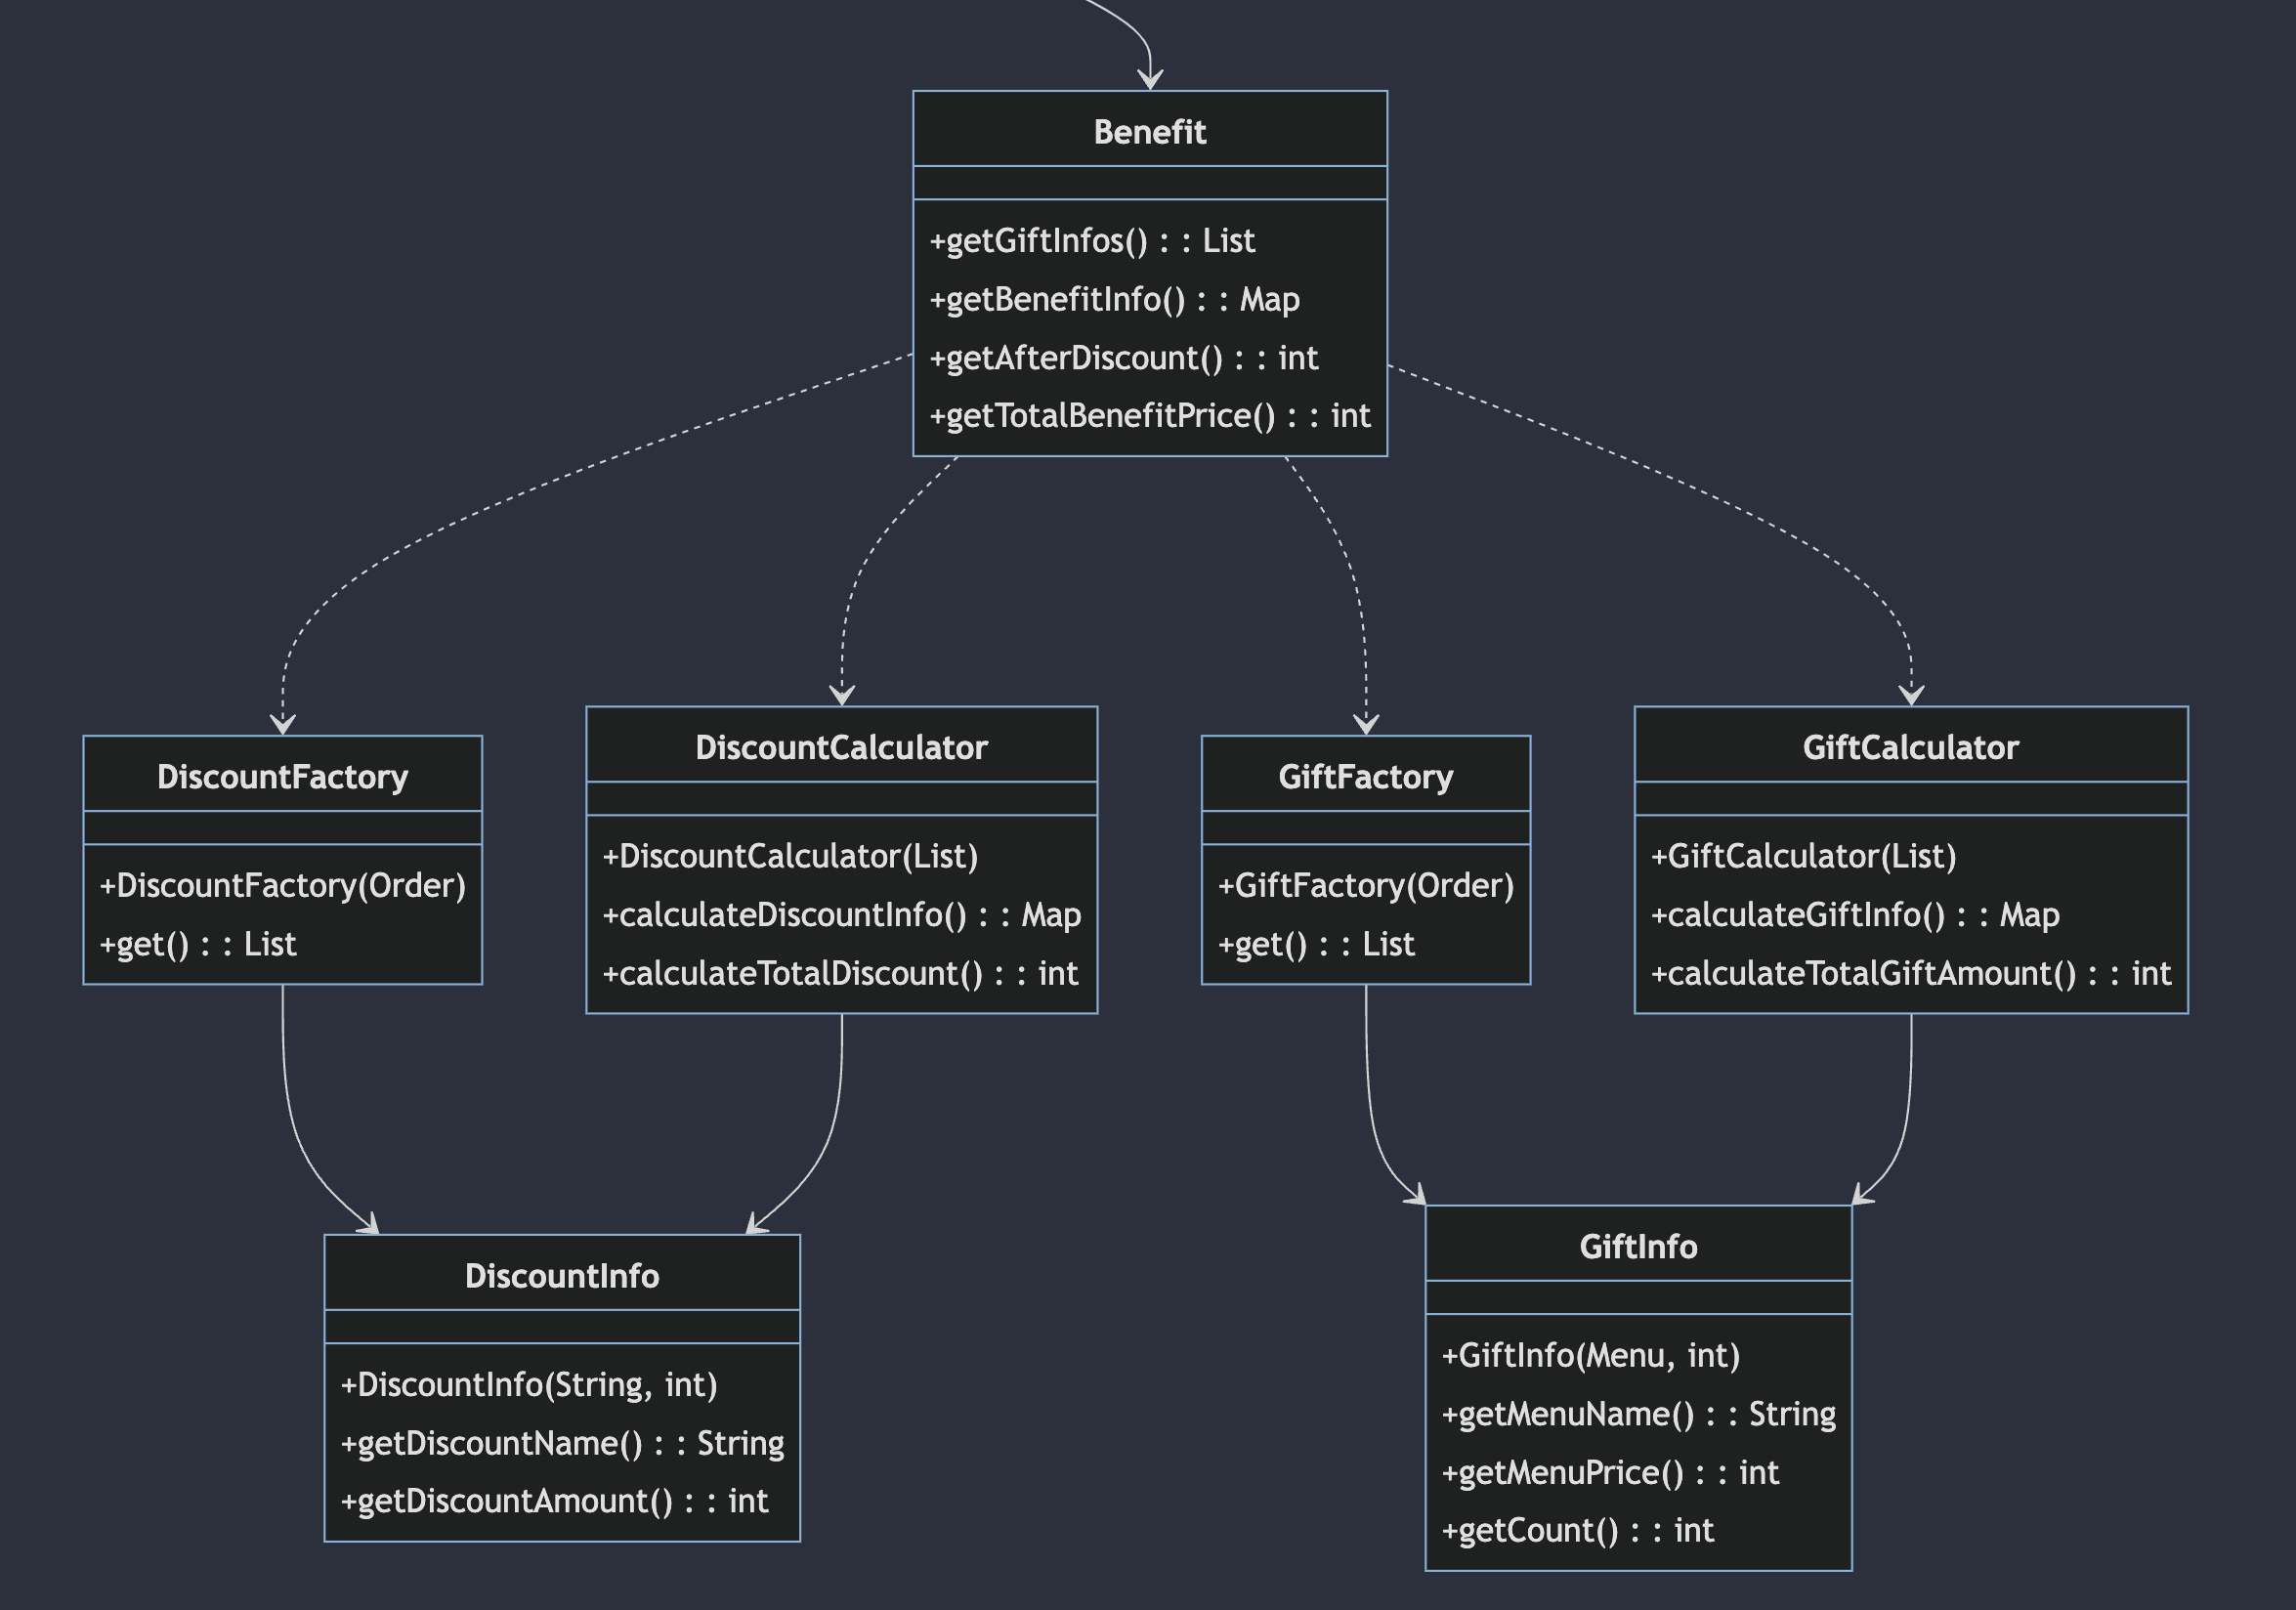 Benefit
+getGiftInfos() : : List
+getBenefitInfo() : : Map
+getAfterDiscount() : : int
+getTotalBenefitPrice() : : int
DiscountFactory
+DiscountFactory(Order)
+get() : : List
DiscountCalculator
+DiscountCalculator(List)
+calculateDiscountInfo() : : Map
+calculateTotalDiscount() : : int
GiftFactory
+GiftFactory(Order)
+get() : : List
GiftCalculator
+GiftCalculator(List)
+calculateGiftInfo() : : Map
+calculateTotalGiftAmount() : : int
DiscountInfo
+DiscountInfo(String, int)
+getDiscountName() : : String
+getDiscountAmount() : : int
GiftInfo
+GiftInfo(Menu, int)
+getMenuName() : : String
+getMenuPrice() : : int
+getCount() : : int